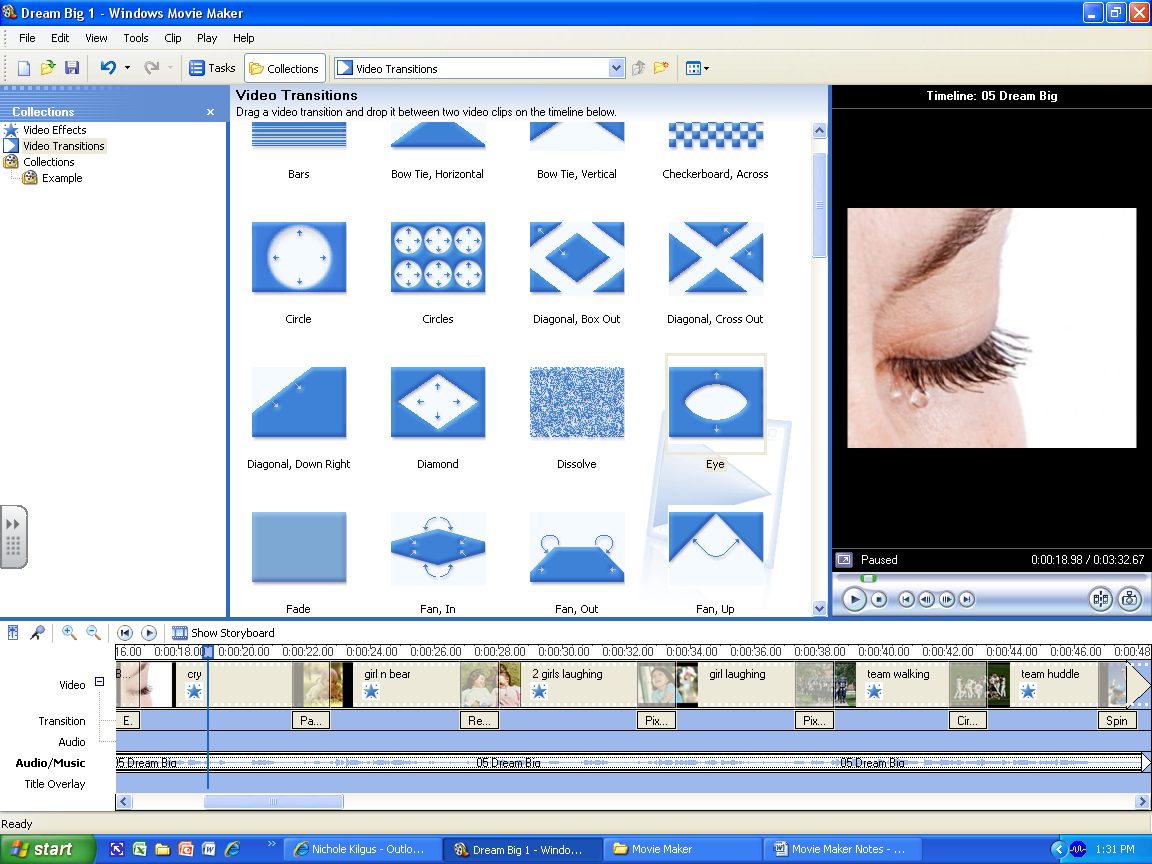 Dream Big 1 - Windows Movie Maker
File Edit View Tools Clip Play Help
Tasks Collections Video Transitions
Collections x
Video Effects
Video Transitions
Collections
Example
Video Transitions
Drag a video transition and drop it between two video clips on the timeline below.
Bars Bow Tie, Horizontal Bow Tie, Vertical Checkerboard, Across
Circle Circles Diagonal, Box Out Diagonal, Cross Out
Diagonal, Down Right Diamond Dissolve Eye
Fade Fan, In Fan, Out Fan, Up
Timeline: 05 Dream Big
Paused 0:00:18.98 / 0:03:32.67
Show Storyboard
16.00 0:00:18.00 0:00:20.00 0:00:22.00 0:00:24.00 0:00:26.00 0:00:28.00 0:00:30.00 0:00:32.00 0:00:34.00 0:00:36.00 0:00:38.00 0:00:40.00 0:00:42.00 0:00:44.00 0:00:46.00 0:00:48
Video B... cry girl n bear 2 girls laughing girl laughing team walking team huddle
Transition E. Pa... Re... Pix... Pix... Cir... Spin
Audio
Audio/Music 05 Dream Big 05 Dream Big 05 Dream Big
Title Overlay
Ready
start Nichole Kilgus - Outlo... Dream Big 1 - Windo... Movie Maker Movie Maker Notes - ... 1:31 PM